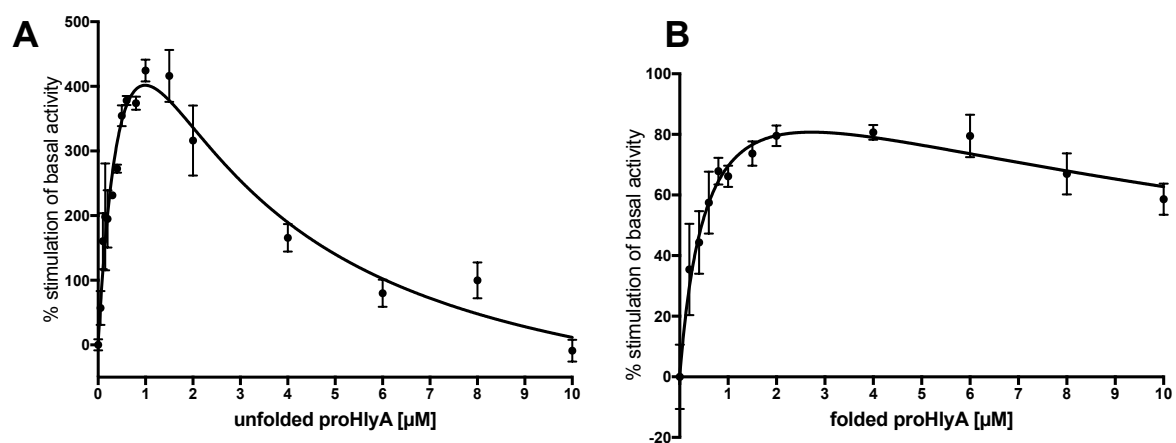 A
500
400
300
200
100
0
% stimulation of basal activity
0 1 2 3 4 5 6 7 8 9 10
unfolded proHlyA [µM]
B
100
80
60
40
20
0
-20
% stimulation of basal activity
1 2 3 4 5 6 7 8 9 10
folded proHlyA [µM]